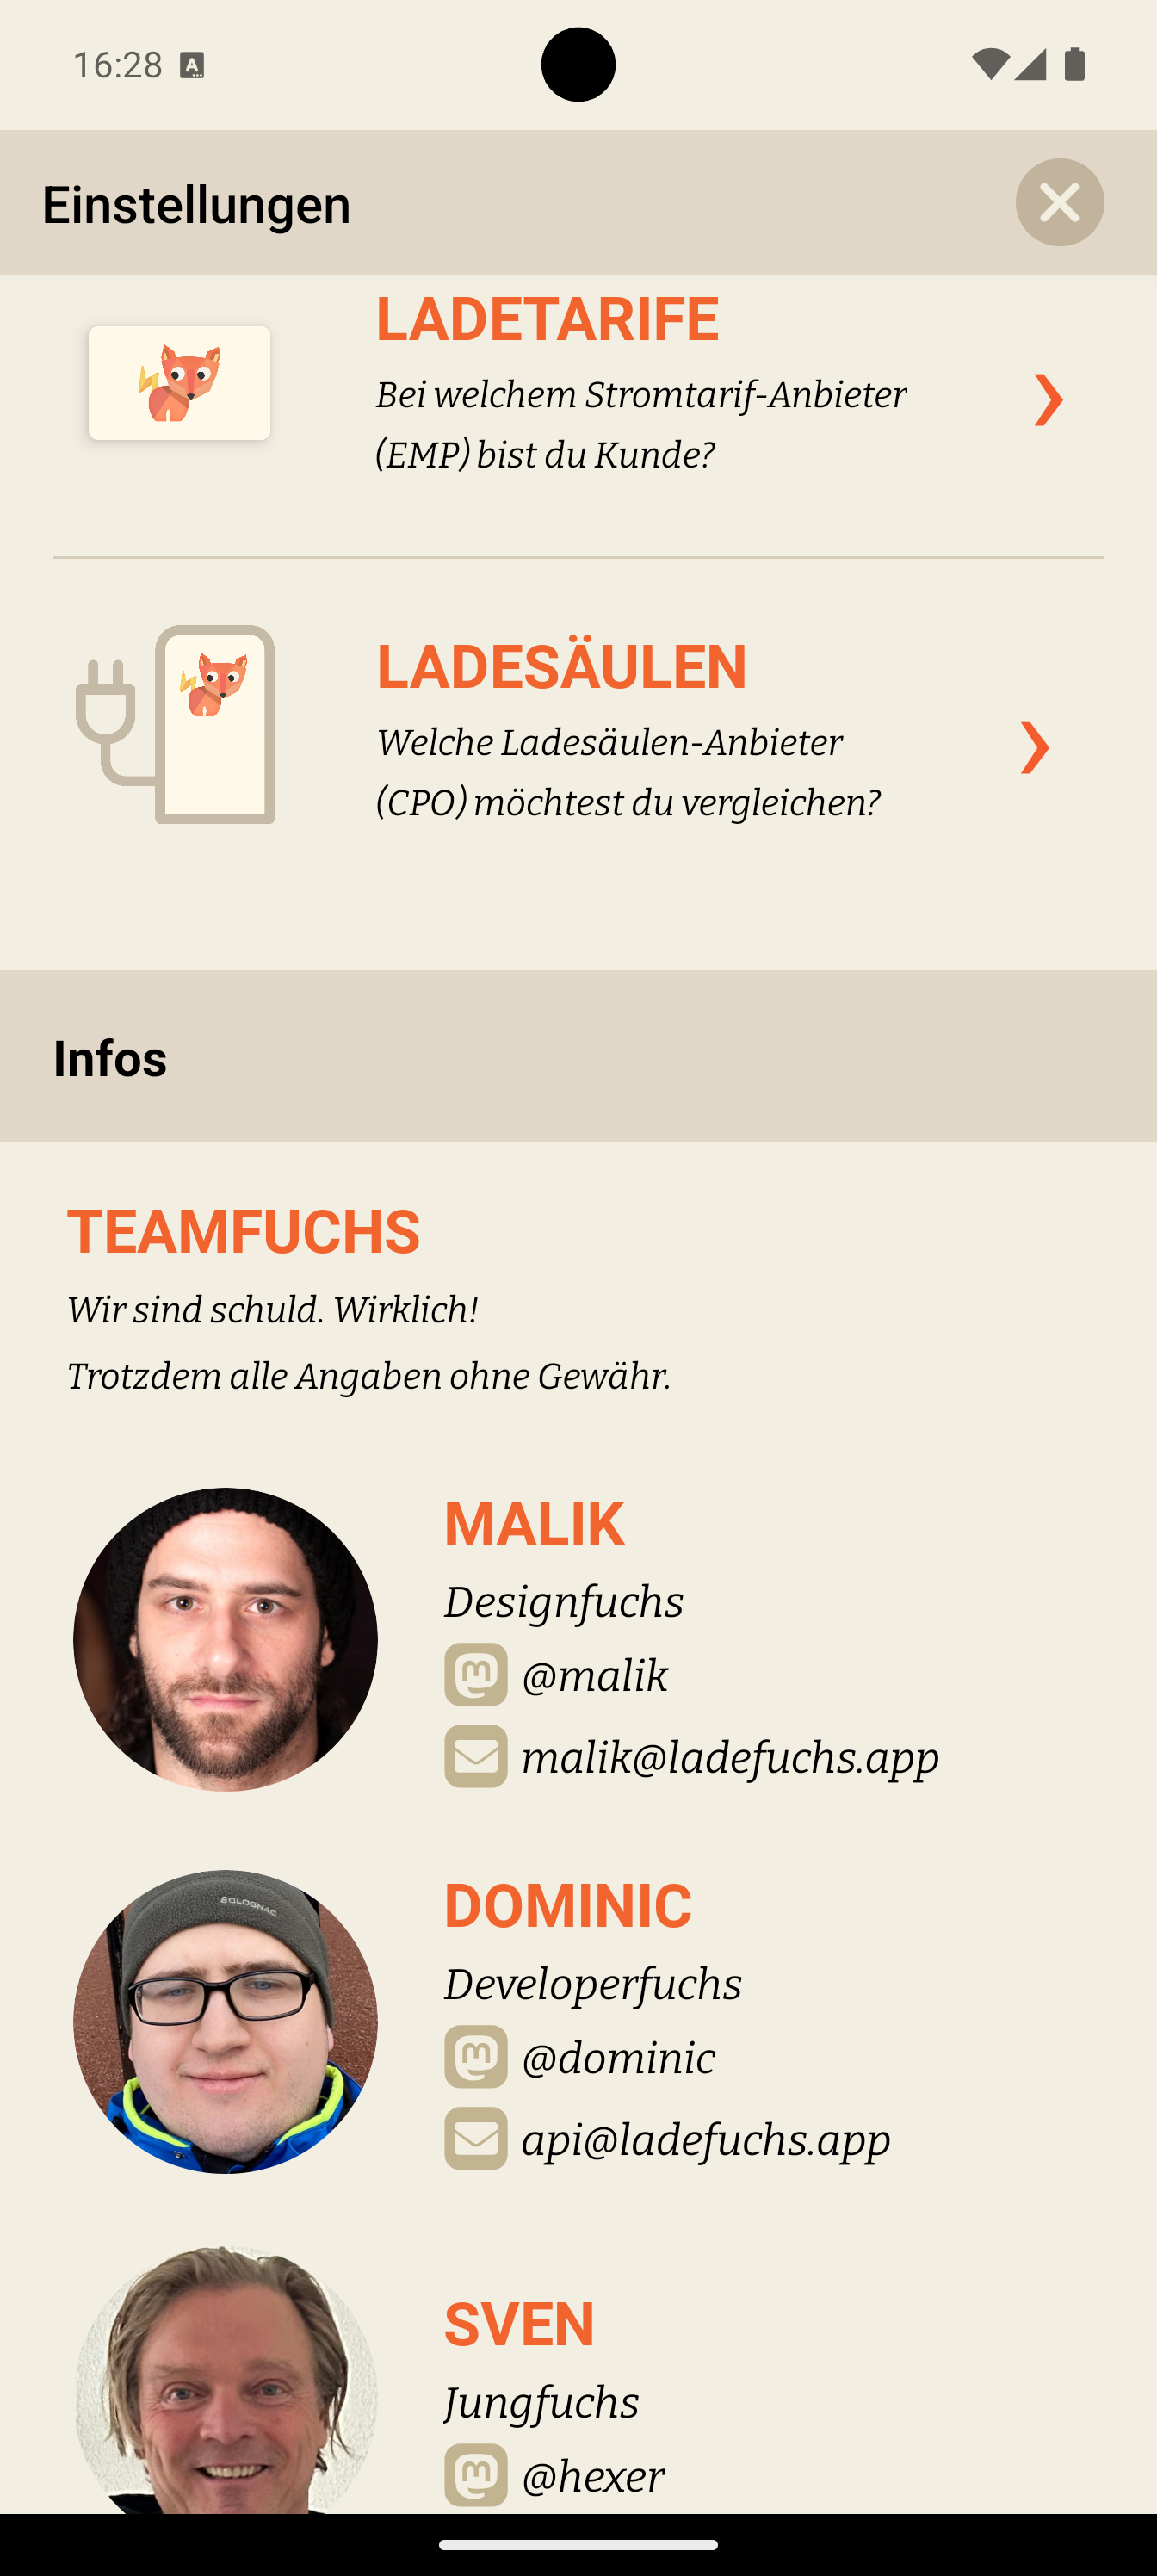 16:28
Einstellungen
LADETARIFE
Bei welchem Stromtarif-Anbieter
(EMP) bist du Kunde?
LADESÄULEN
Welche Ladesäulen-Anbieter
(CPO) möchtest du vergleichen?
Infos
TEAMFUCHS
Wir sind schuld. Wirklich!
Trotzdem alle Angaben ohne Gewähr.
MALIK
Designfuchs
@malik
malik@ladefuchs.app
SOLOGNAC
DOMINIC
Developerfuchs
@dominic
api@ladefuchs.app
SVEN
Jungfuchs
@hexer